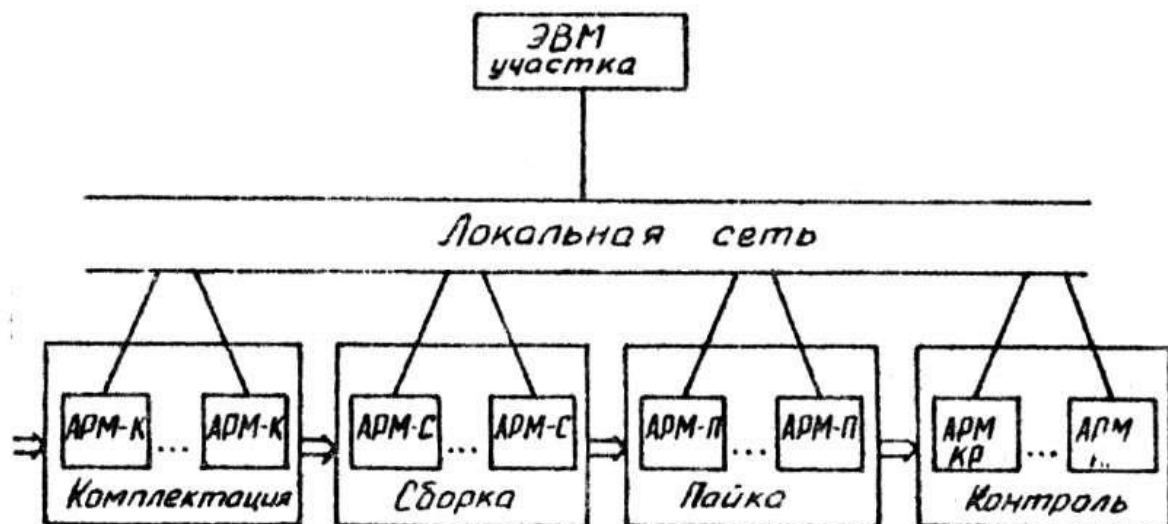 ЭВМ
участка
Локальная сеть
АРМ-К ... АРМ-К
Комплектация
АРМ-С ... АРМ-С
Сборка
АРМ-П ... АРМ-П
Пайка
АРМ
КР ... АРМ
Контроль